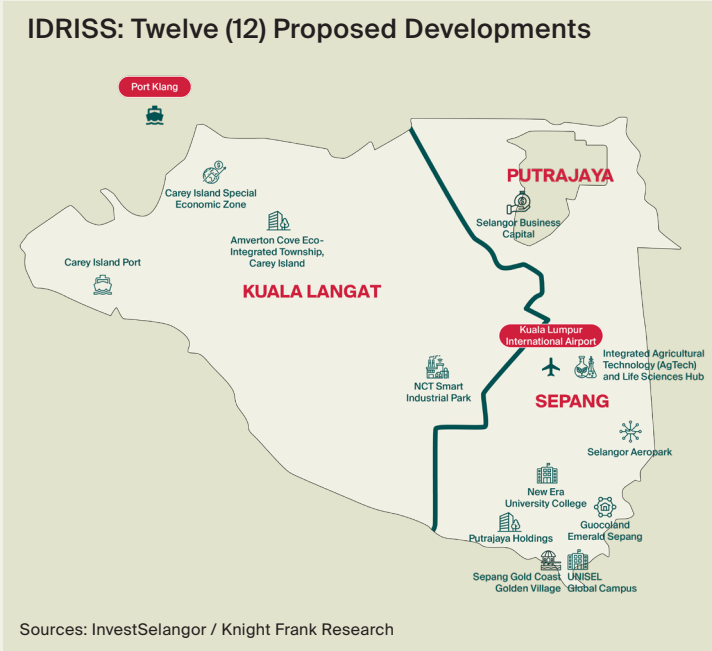 IDRISS: Twelve (12) Proposed Developments
Port Klang
Carey Island Special
Economic Zone
Amverton Cove Eco-
Integrated Township,
Carey Island
Carey Island Port
KUALA LANGAT
PUTRAJAYA
Selangor Business
Capital
Kuala Lumpur
International Airport
Integrated Agricultural
Technology (AgTech)
and Life Sciences Hub
NCT Smart
Industrial Park
SEPANG
Selangor Aeropark
New Era
University College
Guocoland
Emerald Sepang
Putrajaya Holdings
Sepang Gold Coast
Golden Village
UNISEL
Global Campus
Sources: InvestSelangor / Knight Frank Research